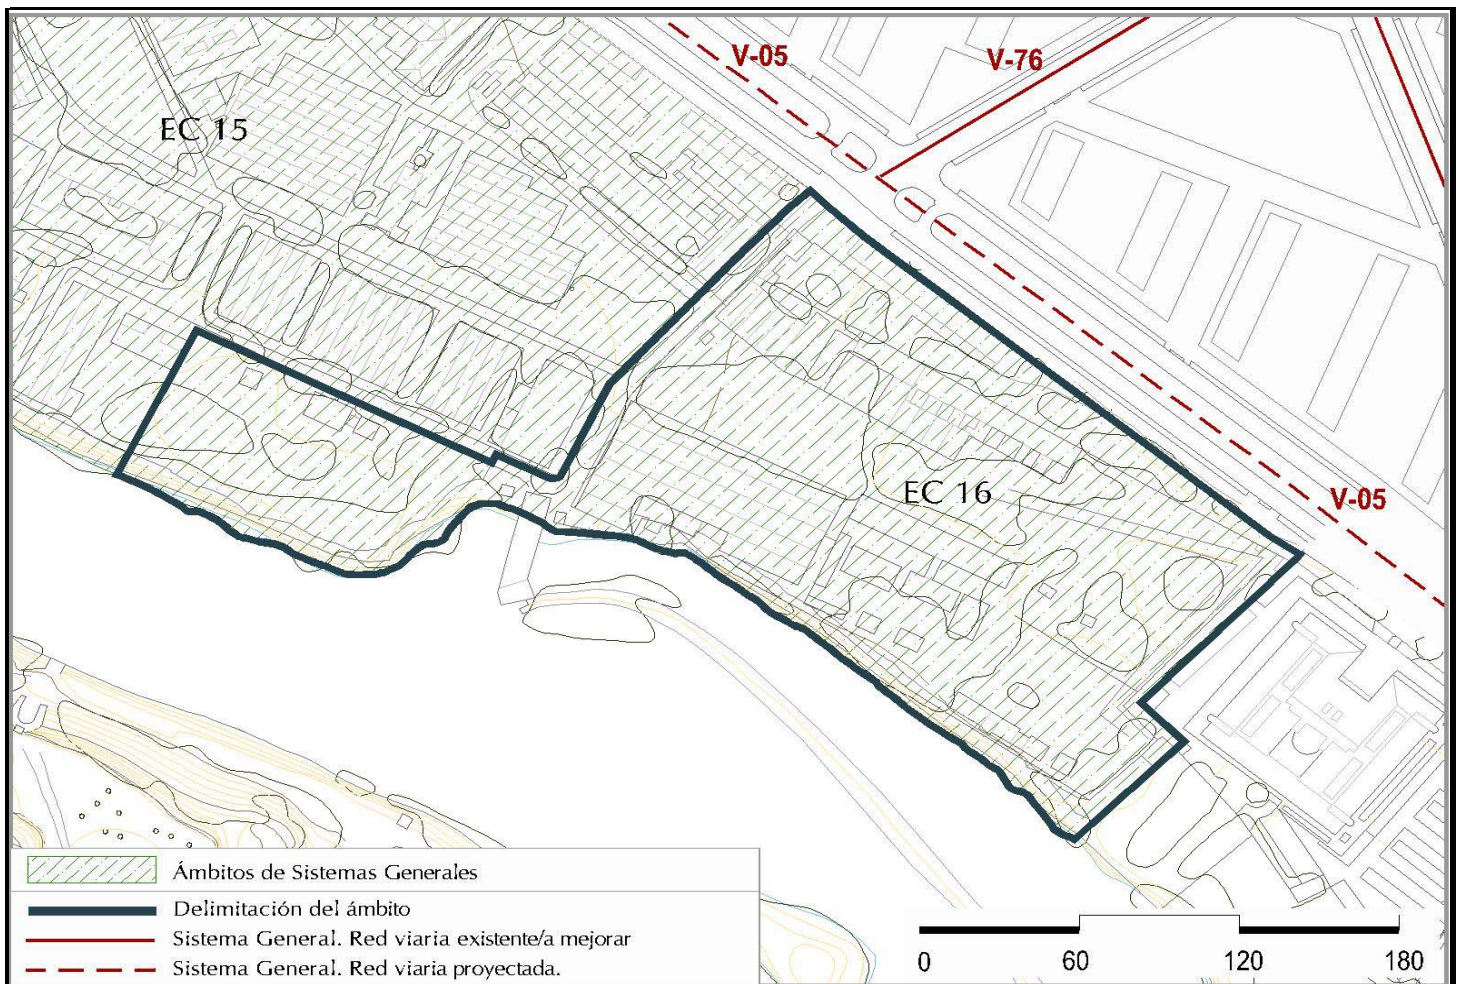 V-05
V-76
EC 15
EC 16
V-05
Ámbitos de Sistemas Generales
Delimitación del ámbito
Sistema General. Red viaria existente/a mejorar
Sistema General. Red viaria proyectada.
0 60 120 180